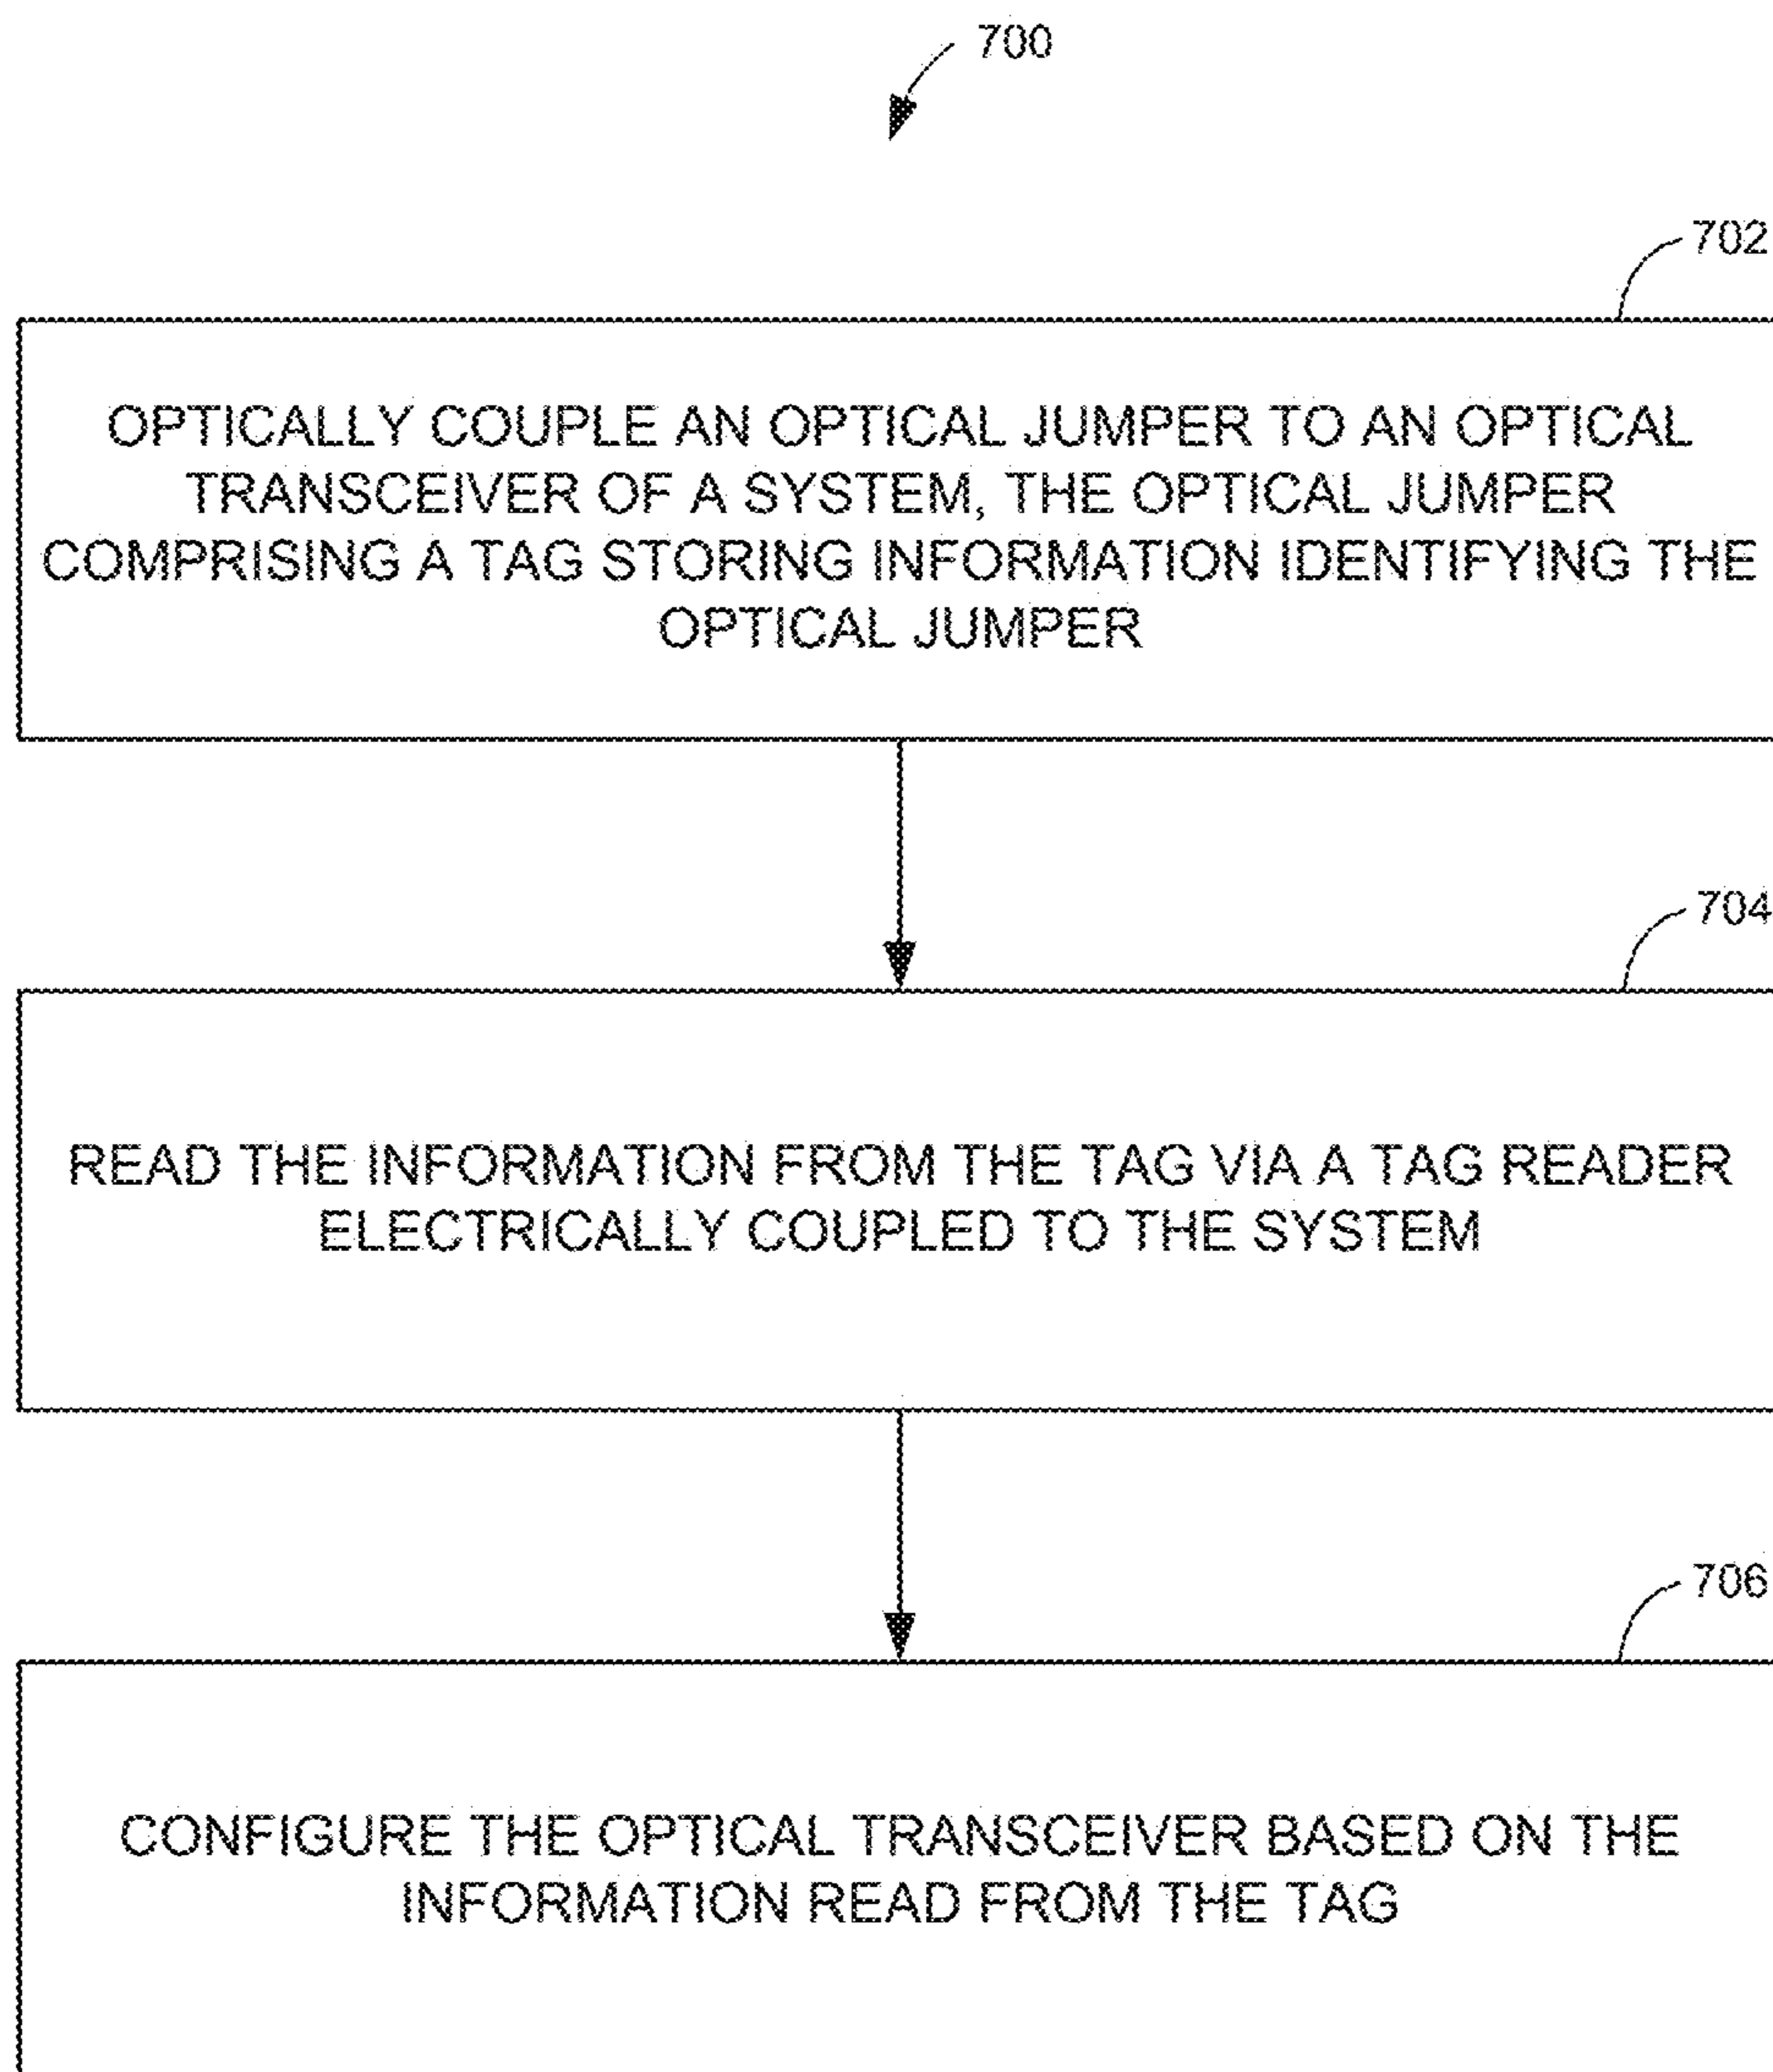 700
702
OPTICALLY COUPLE AN OPTICAL JUMPER TO AN OPTICAL
TRANSCEIVER OF A SYSTEM, THE OPTICAL JUMPER
COMPRISING A TAG STORING INFORMATION IDENTIFYING THE
OPTICAL JUMPER
704
READ THE INFORMATION FROM THE TAG VIA A TAG READER
ELECTRICALLY COUPLED TO THE SYSTEM
706
CONFIGURE THE OPTICAL TRANSCEIVER BASED ON THE
INFORMATION READ FROM THE TAG